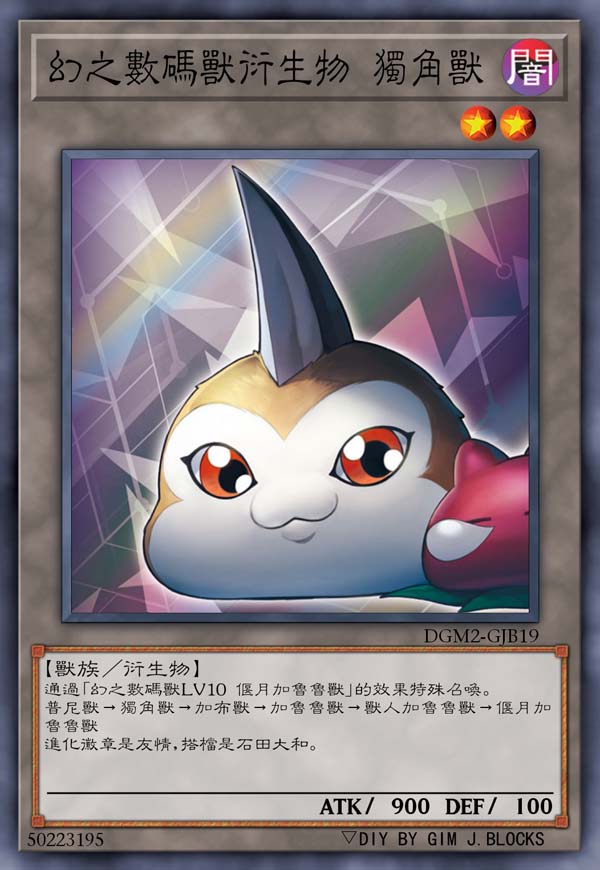 幻之數碼獸衍生物 獨角獸 闇
DGM2-GJB19
【獸族／衍生物】
通過「幻之數碼獸LV10 偃月加魯魯獸」的效果特殊召喚。
普尼獸→獨角獸→加布獸→加魯魯獸→獸人加魯魯獸→偃月加
魯魯獸
進化徽章是友情，搭檔是石田大和。
ATK/ 900 DEF/ 100
50223195 ▽DIY BY GIM J.BLOCKS